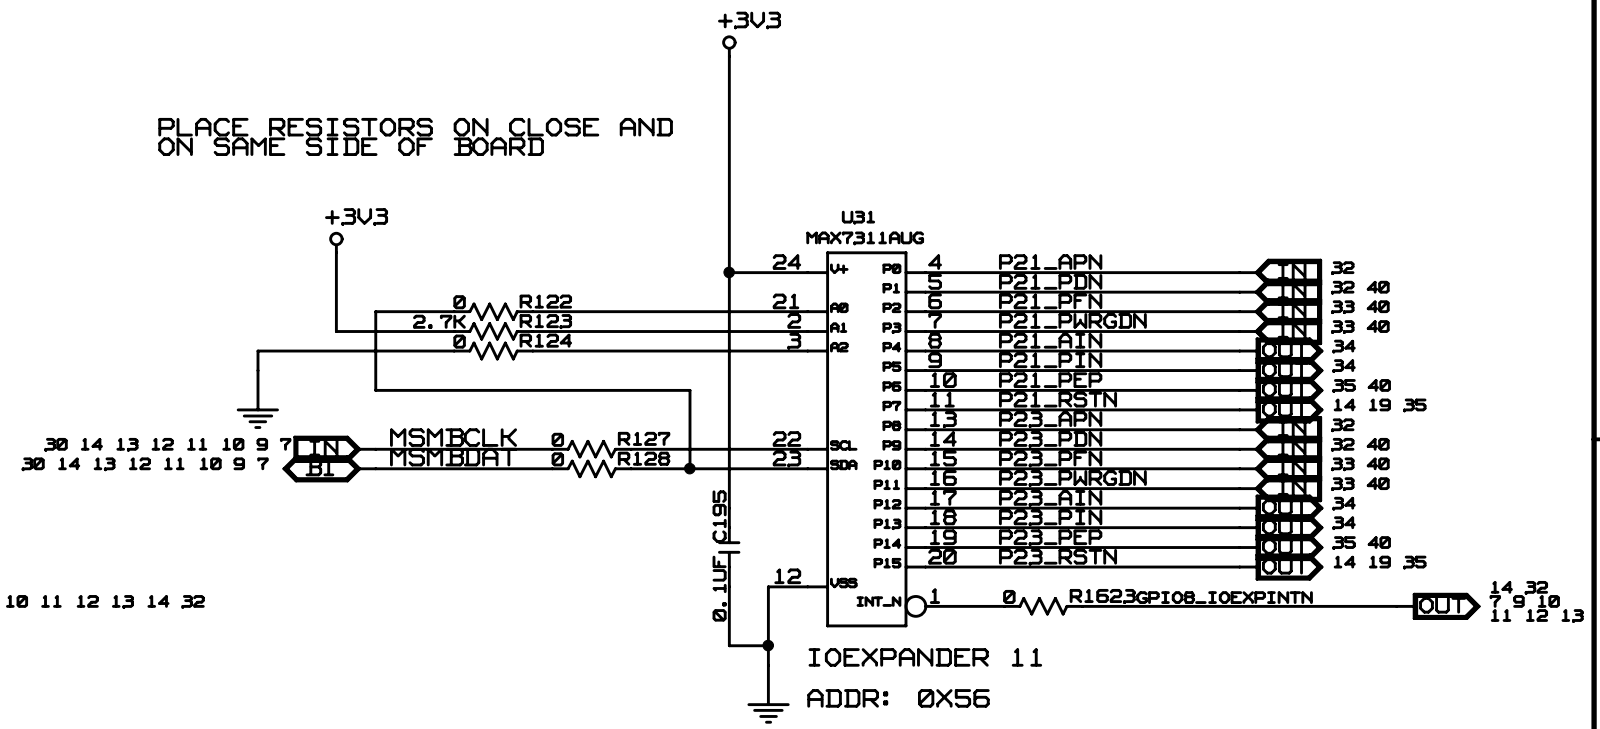 +3V3
PLACE RESISTORS ON CLOSE AND
ON SAME SIDE OF BOARD
+3V3
U31
MAX7311AUG
24 V+ P0 4 P21_APN IN 32
P1 5 P21_PDN IN 32 40
0 R122 21 A0 P2 6 P21_PFN IN 33 40
2.7K R123 2 A1 P3 7 P21_PWRGDN IN 33 40
0 R124 3 A2 P4 8 P21_AIN OUT 34
P5 9 P21_PIN OUT 34
P6 10 P21_PEP OUT 35 40
P7 11 P21_RSTN OUT 14 19 35
P8 13 P23_APN IN 32
30 14 13 12 11 10 9 7 IN MSMBCLK 0 R127 22 SCL P9 14 P23_PDN IN 32 40
30 14 13 12 11 10 9 7 BI MSMBDAT 0 R128 23 SDA P10 15 P23_PFN IN 33 40
P11 16 P23_PWRGDN IN 33 40
P12 17 P23_AIN OUT 34
P13 18 P23_PIN OUT 34
P14 19 P23_PEP OUT 35 40
P15 20 P23_RSTN OUT 14 19 35
0.1UF C195
12 VSS
10 11 12 13 14 32
INT_N 1 0 R1623 GPIO8_IOEXPINTN OUT
14 32
7 9 10
11 12 13
IOEXPANDER 11
ADDR: 0X56